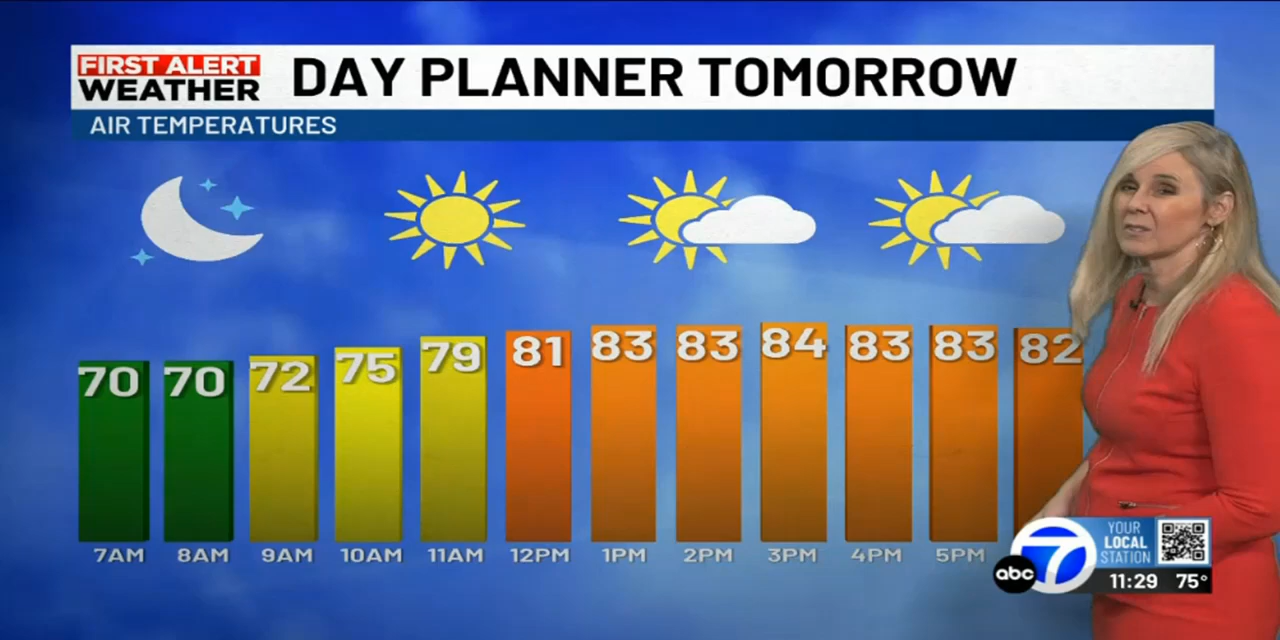 FIRST ALERT
WEATHER
DAY PLANNER TOMORROW
AIR TEMPERATURES
70 70 72 75 79 81 83 83 84 83 83 82
7AM 8AM 9AM 10AM 11AM 12PM 1PM 2PM 3PM 4PM 5PM
abc 7
YOUR
LOCAL
STATION
11:29 75°